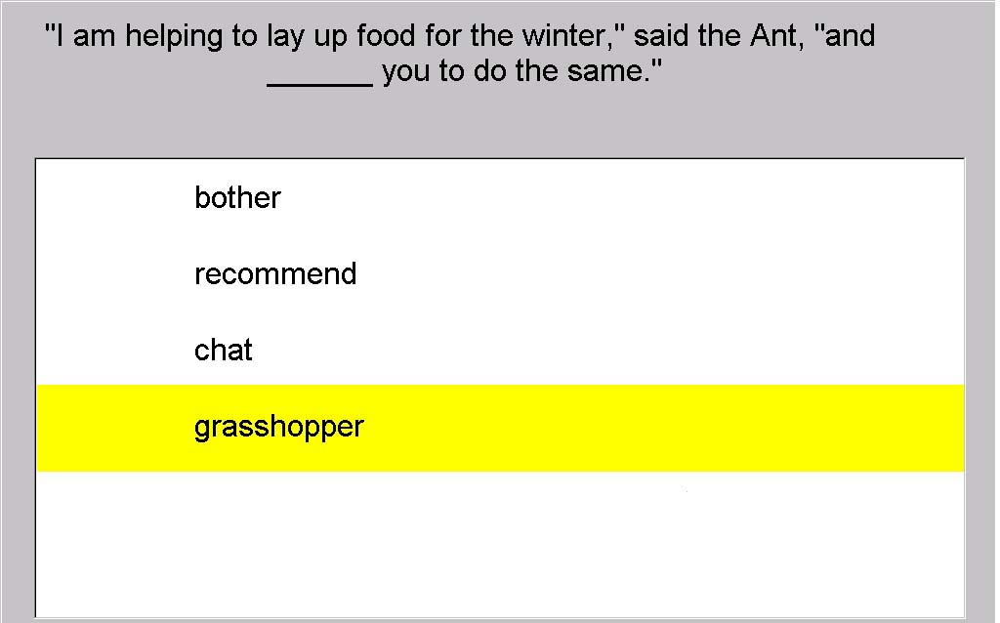 "I am helping to lay up food for the winter," said the Ant, "and
______ you to do the same."
bother
recommend
chat
grasshopper